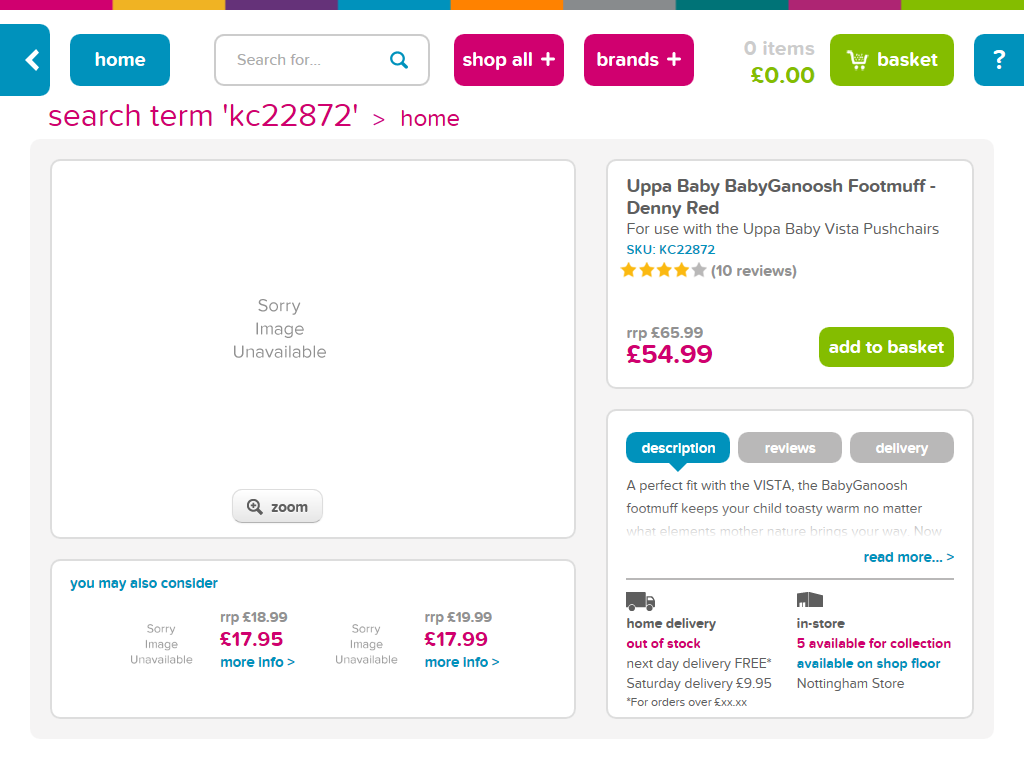 home
Search for...
shop all +
brands +
0 items
£0.00
basket
?
search term 'kc22872' > home
Sorry
Image
Unavailable
zoom
Uppa Baby BabyGanoosh Footmuff -
Denny Red
For use with the Uppa Baby Vista Pushchairs
SKU: KC22872
(10 reviews)
rrp £65.99
£54.99
add to basket
description
reviews
delivery
A perfect fit with the VISTA, the BabyGanoosh
footmuff keeps your child toasty warm no matter
what elements mother nature brings your way. Now
read more... >
home delivery
out of stock
next day delivery FREE*
Saturday delivery £9.95
*For orders over £xx.xx
in-store
5 available for collection
available on shop floor
Nottingham Store
you may also consider
Sorry
Image
Unavailable
rrp £18.99
£17.95
more info >
Sorry
Image
Unavailable
rrp £19.99
£17.99
more info >